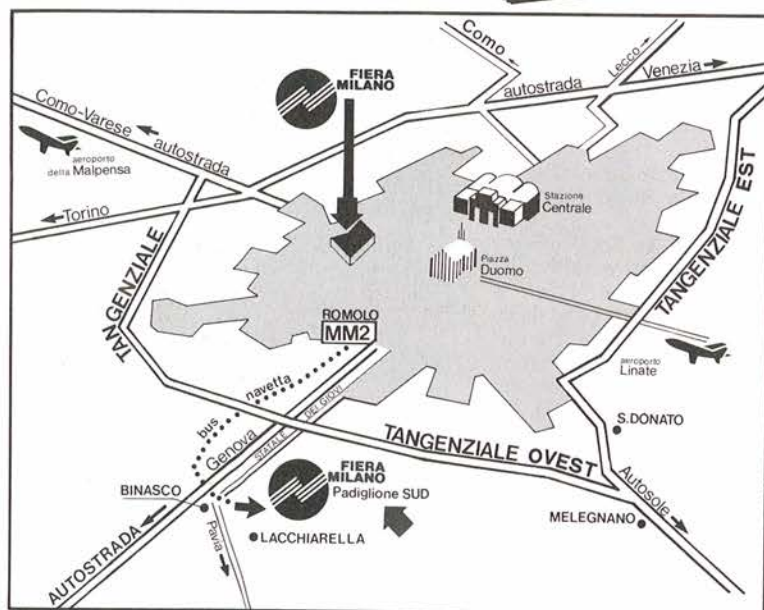 Como
Lecco
FIERA
MILANO
Venezia
autostrada
Como-Varese
autostrada
aeroporto
della Malpensa
Torino
Stazione
Centrale
Piazza
Duomo
TANGENZIALE EST
TANGENZIALE
ROMOLO
MM2
aeroporto
Linate
bus navetta
Genova
STATALE DEI GIOVI
TANGENZIALE OVEST
S.DONATO
FIERA
MILANO
Padiglione SUD
Autosole
BINASCO
MELEGNANO
LACCHIARELLA
Pavia
AUTOSTRADA